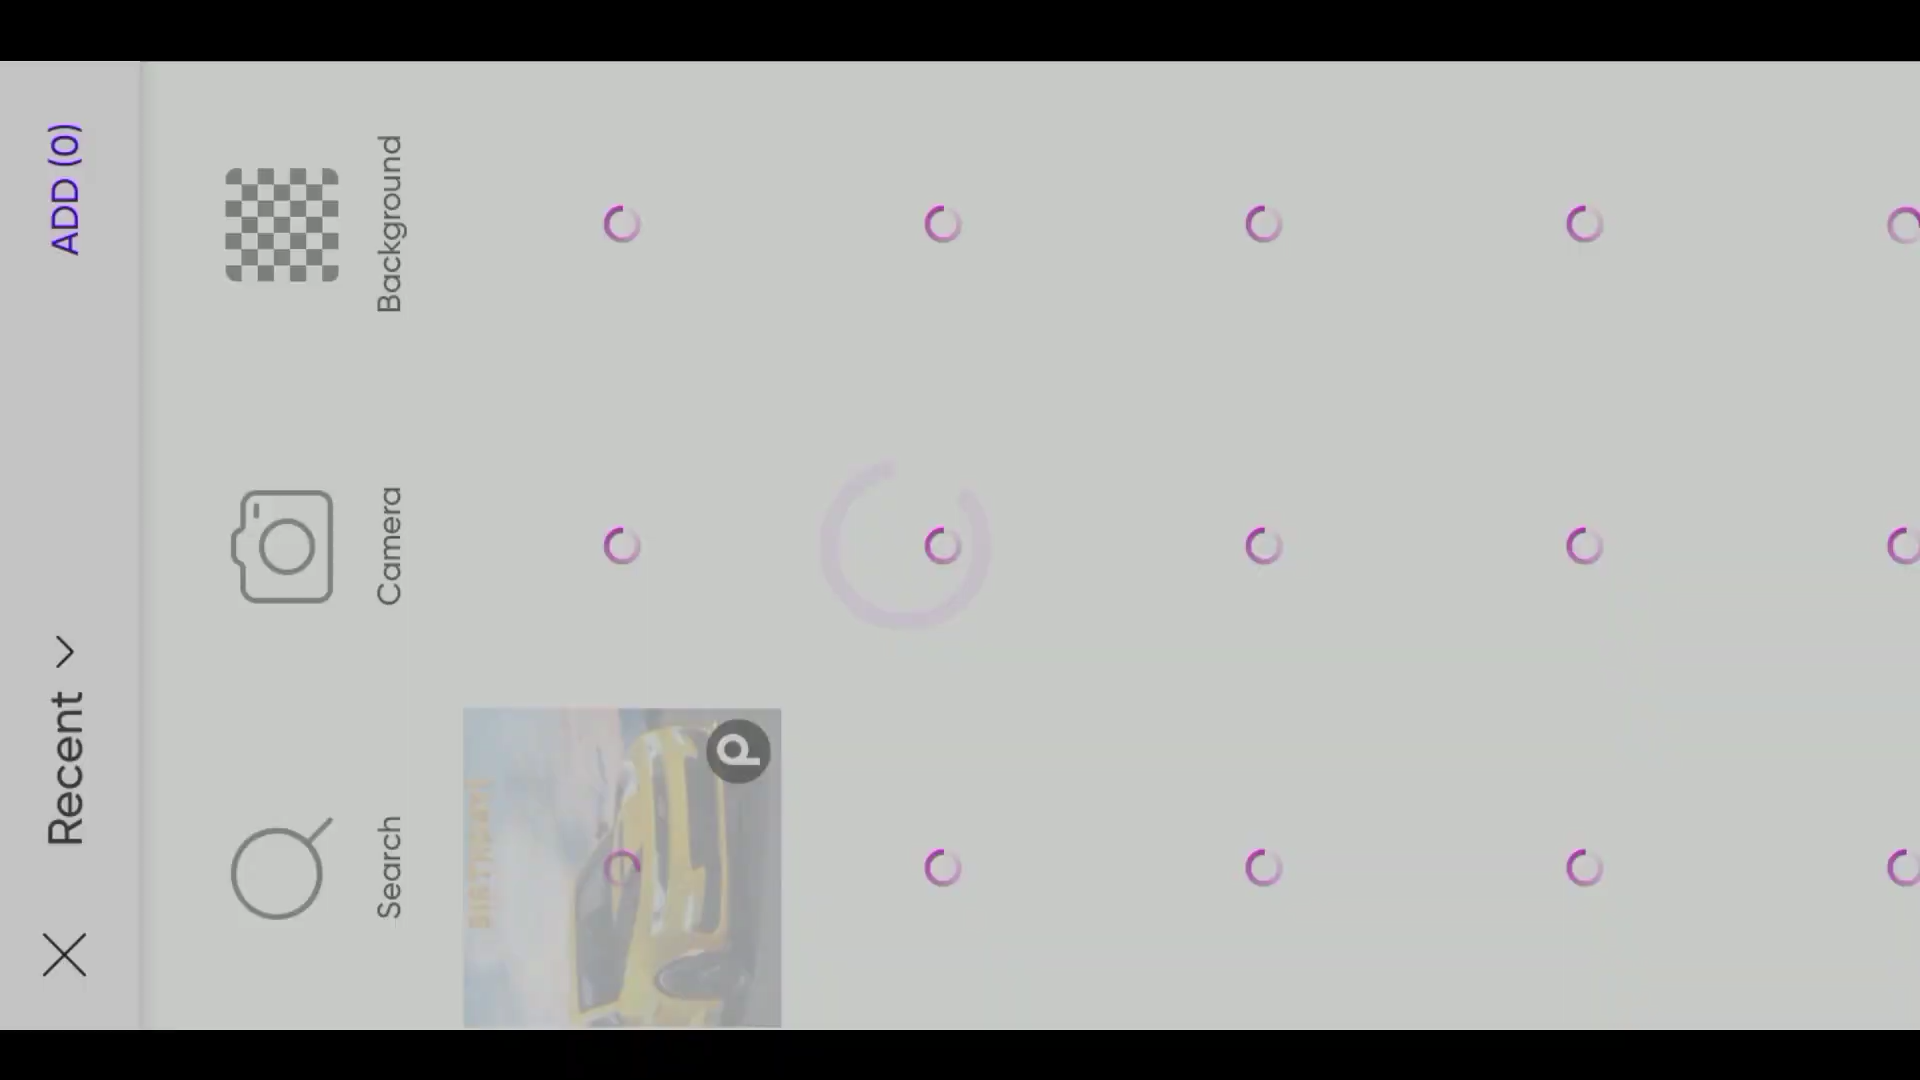 Recent
ADD (0)
Search
Camera
Background